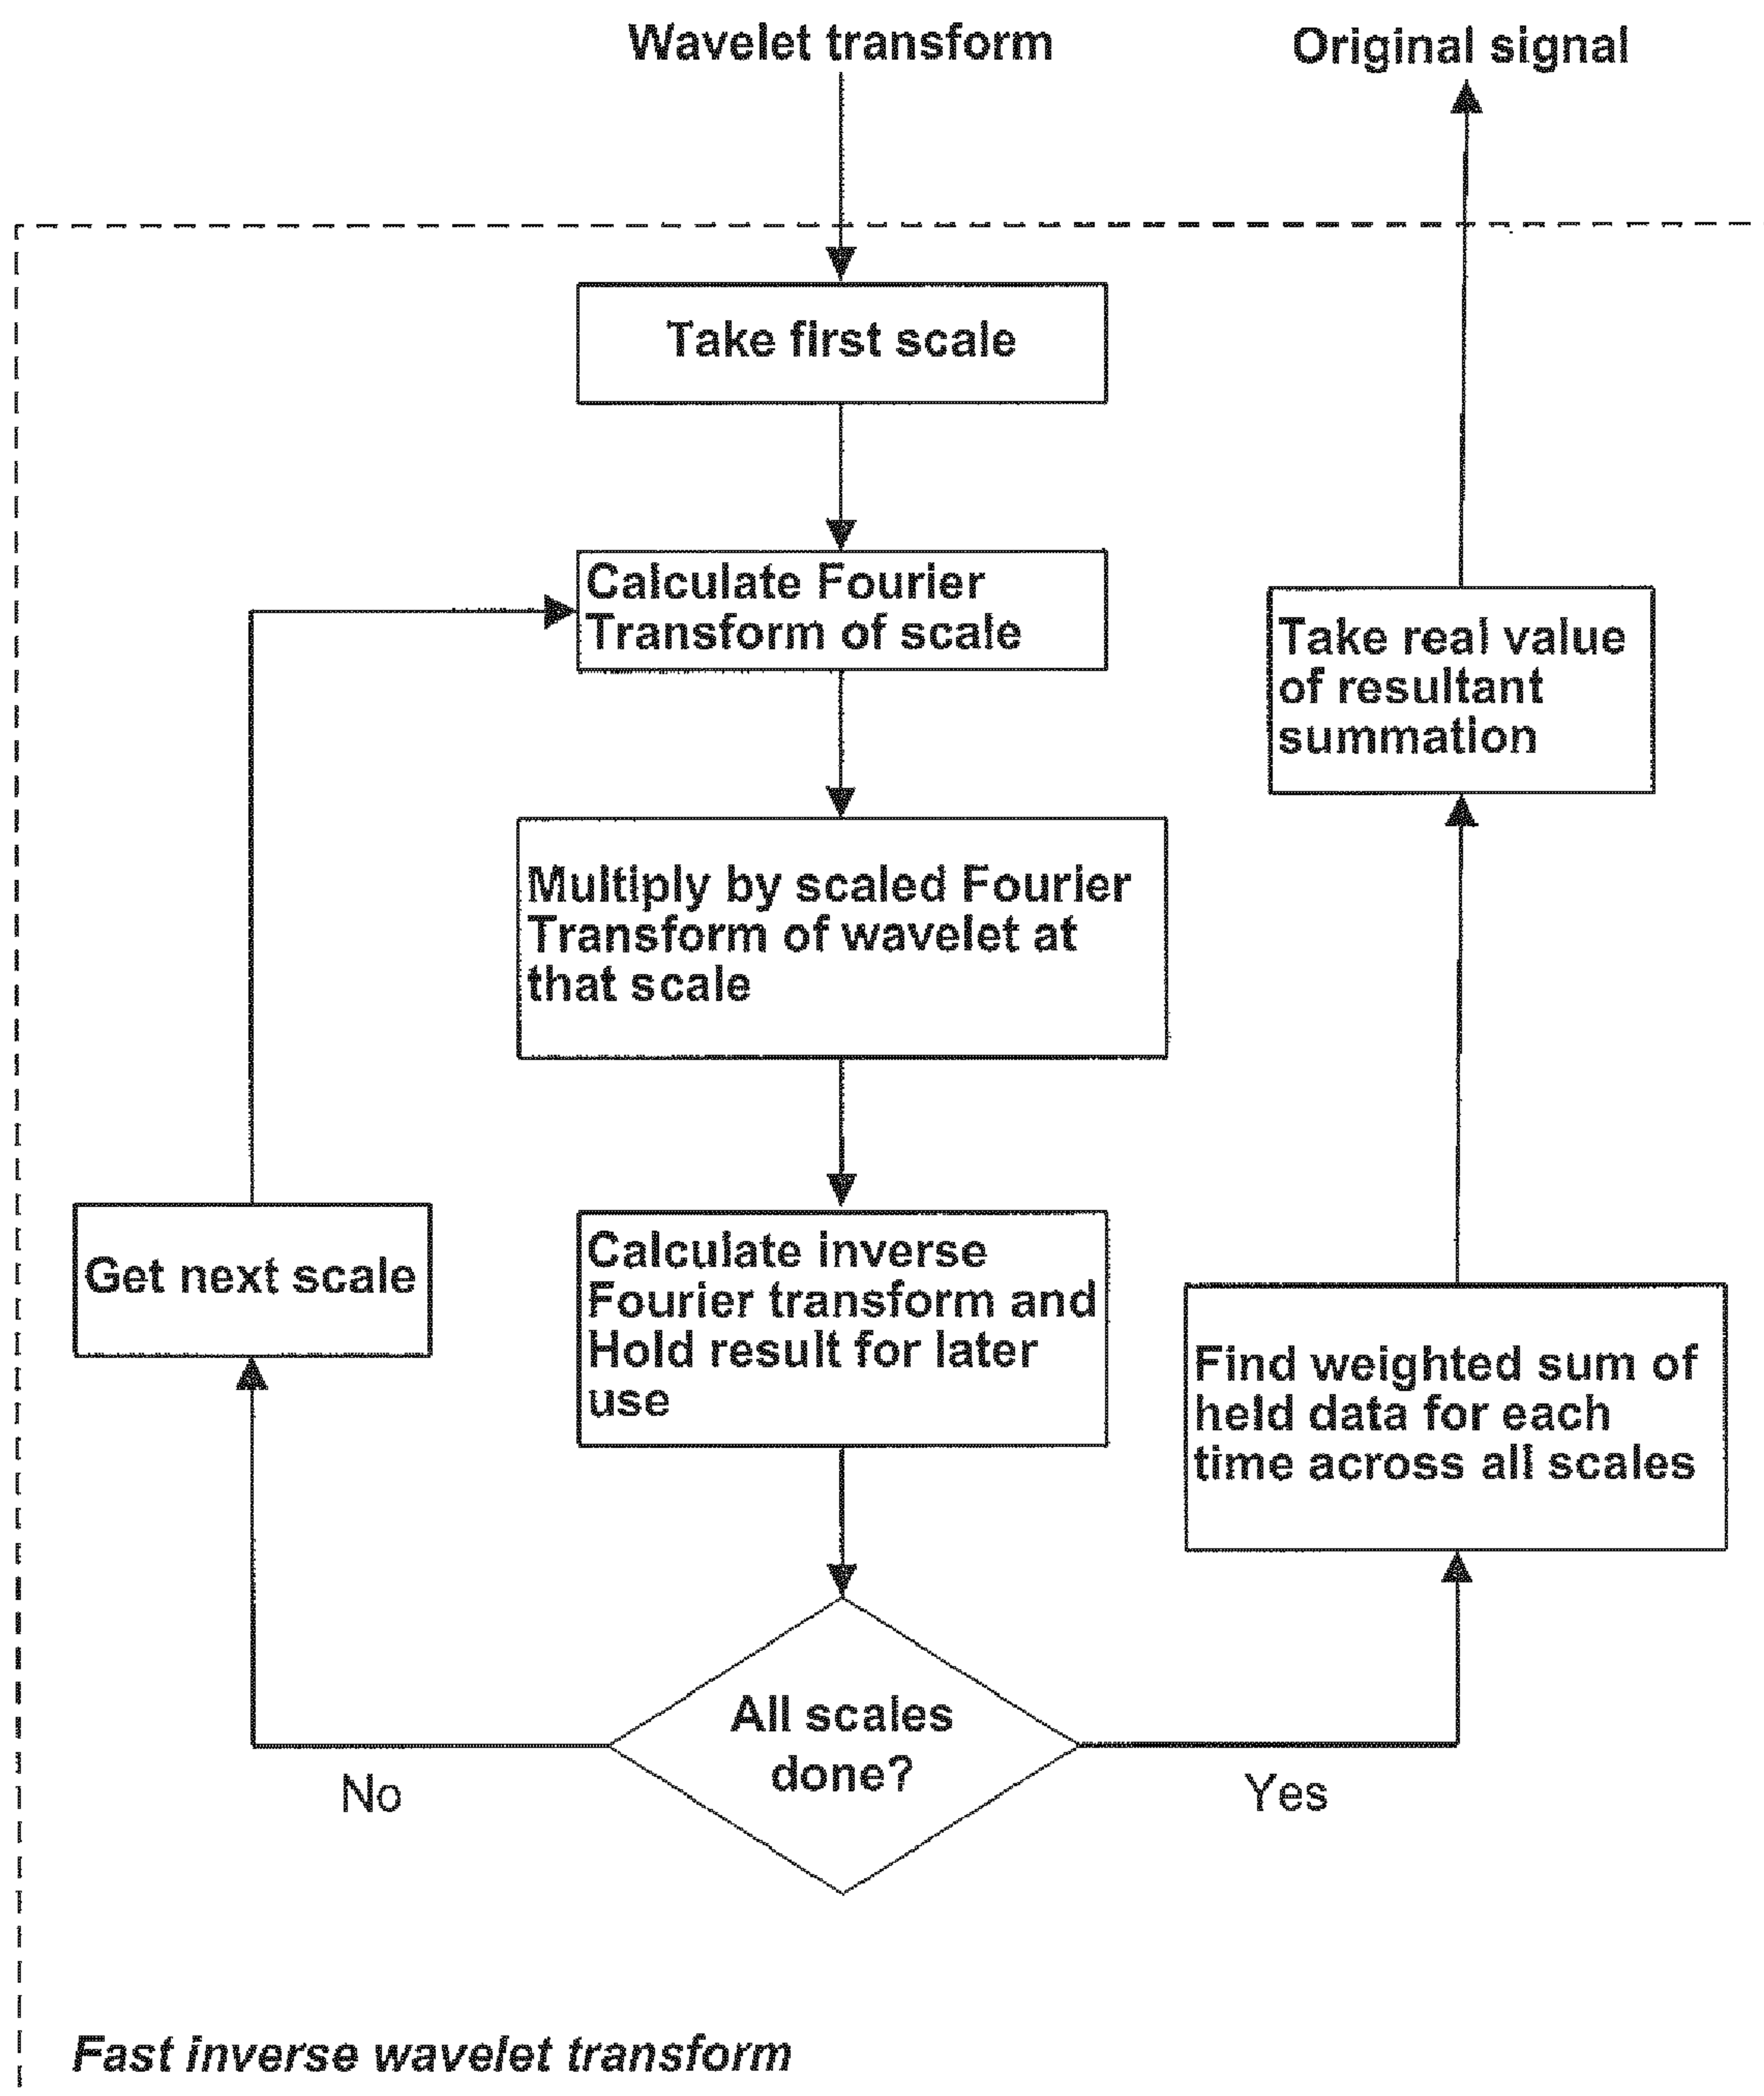 Wavelet transform
Original signal
Take first scale
Calculate Fourier
Transform of scale
Take real value
of resultant
summation
Multiply by scaled Fourier
Transform of wavelet at
that scale
Get next scale
Calculate inverse
Fourier transform and
Hold result for later
use
Find weighted sum of
held data for each
time across all scales
All scales
done?
No
Yes
Fast inverse wavelet transform